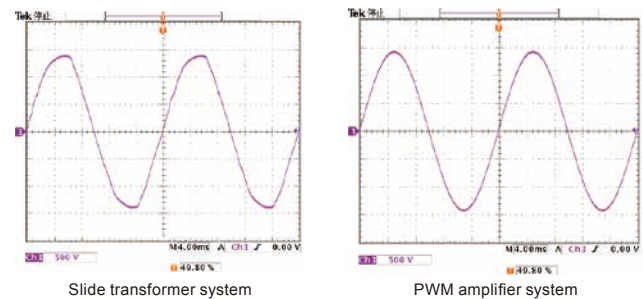 Tek 停止
Tek 停止
M4.00ms A Ch3 ʃ 0.00 V
Ch3 500 V
49.80 %
M4.00ms A Ch3 ʃ 0.00 V
Ch3 500 V
49.80 %
Slide transformer system
PWM amplifier system